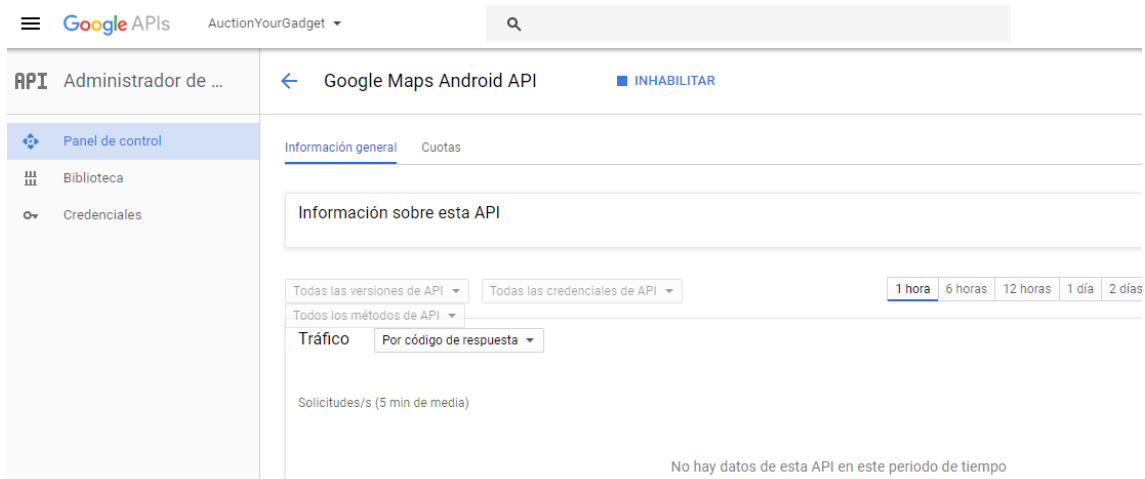 Google APIs AuctionYourGadget
API Administrador de ... Google Maps Android API INHABILITAR
Panel de control
Biblioteca
Credenciales
Información general Cuotas
Información sobre esta API
Todas las versiones de API Todas las credenciales de API 1 hora 6 horas 12 horas 1 día 2 días
Todos los métodos de API
Tráfico Por código de respuesta
Solicitudes/s (5 min de media)
No hay datos de esta API en este periodo de tiempo